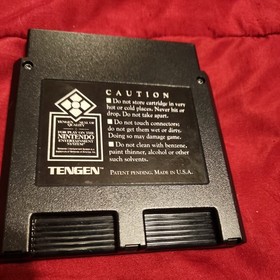 CAUTION
■ Do not store cartridge in very
hot or cold places. Never hit or
drop. Do not take apart.
■ Do not touch connectors;
do not get them wet or dirty.
Doing so may damage game.
■ Do not clean with benzene,
paint thinner, alcohol or other
such solvents.
PATENT PENDING. MADE IN U.S.A.
QUALITY
FOR PLAY ON THE
NINTENDO
ENTERTAINMENT
SYSTEM
TENGEN